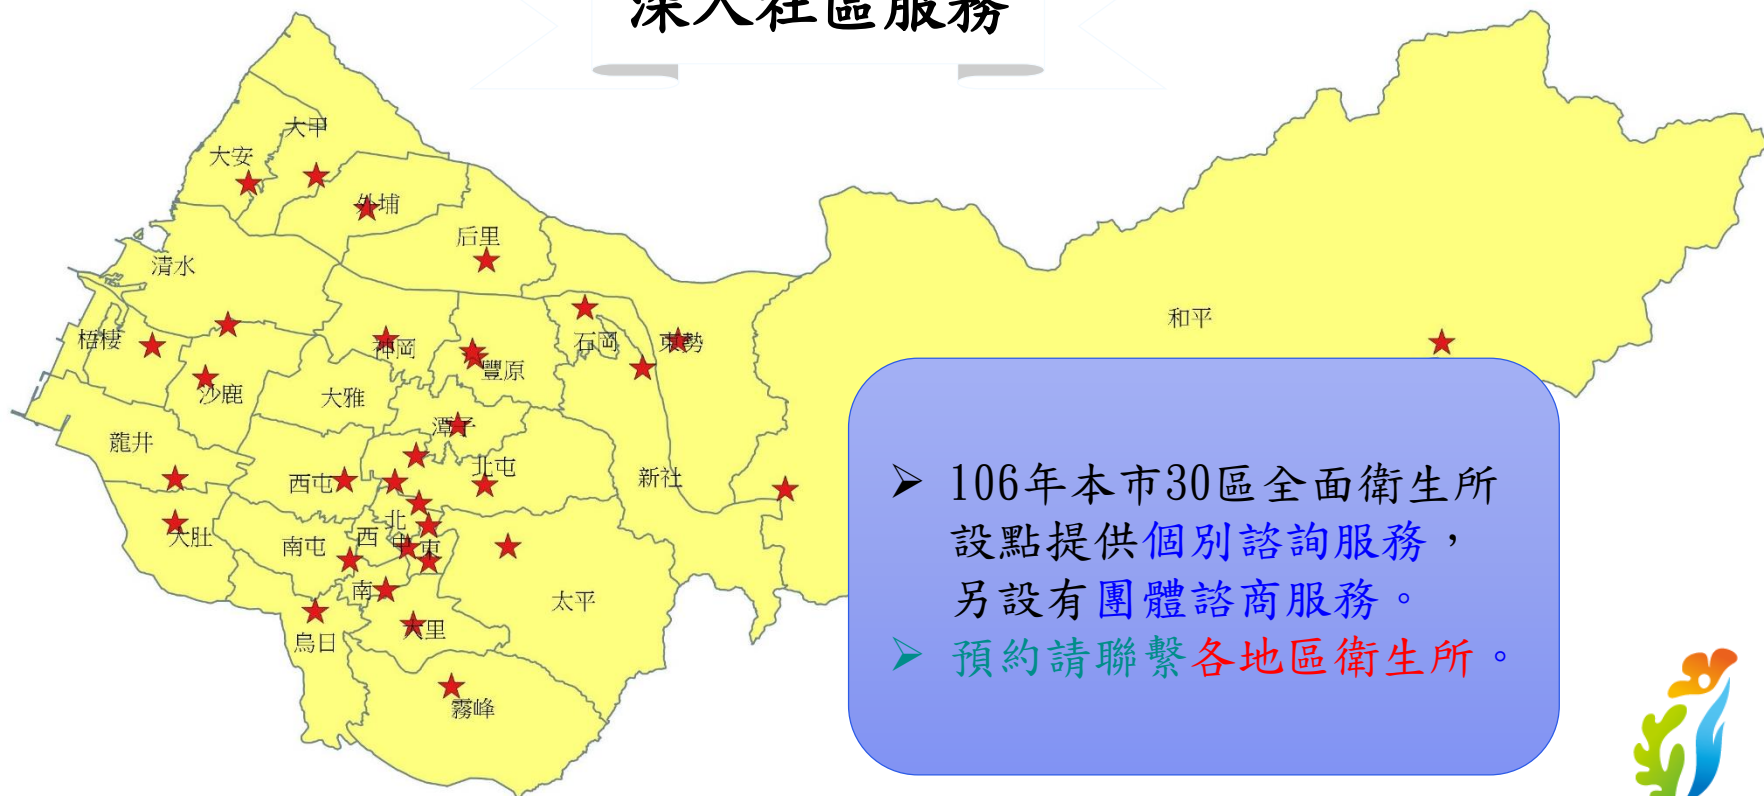 深入社區服務
大甲
大安
外埔
后里
清水
和平
梧棲
神岡
石岡
東勢
豐原
沙鹿
大雅
潭子
龍井
北屯
西屯
新社
➢ 106年本市30區全面衛生所
設點提供個別諮詢服務，
另設有團體諮商服務。
➢ 預約請聯繫各地區衛生所。
北
大肚
南屯
西
中
東
南
太平
大里
烏日
霧峰